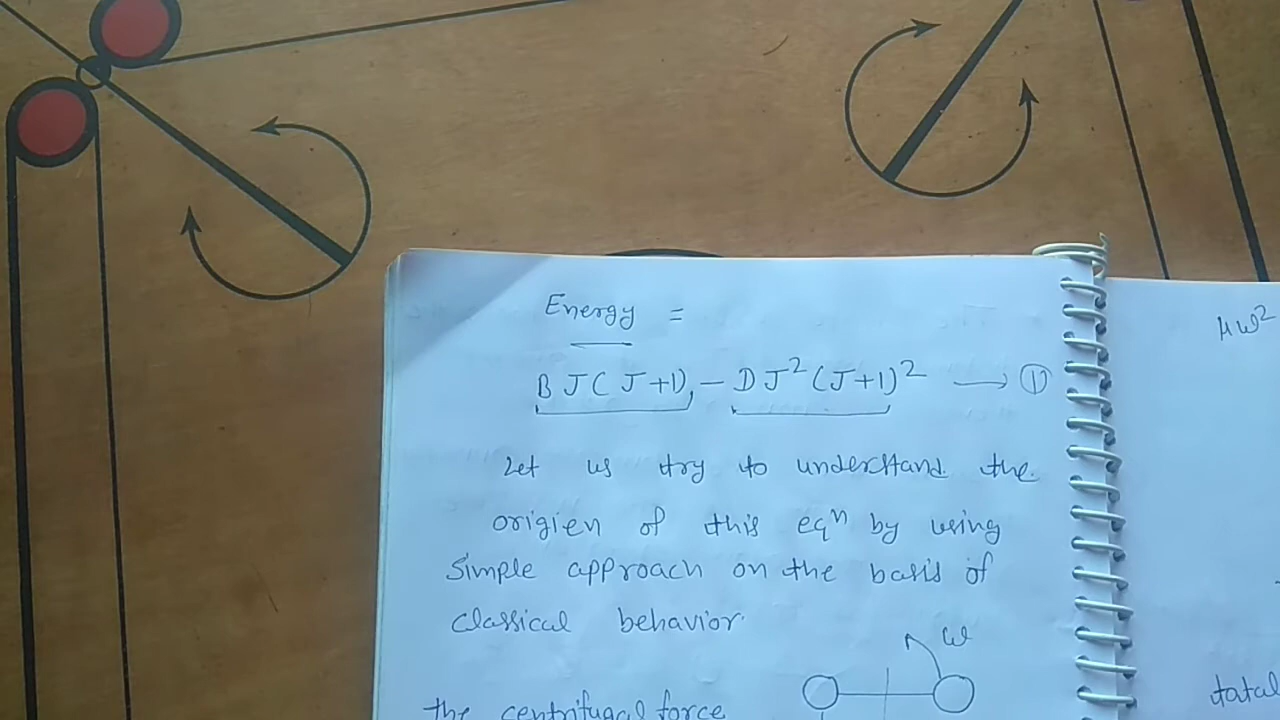 Energy =
BJ(J+1) - DJ²(J+1)² → ①
Let us try to understand the
origien of this eqⁿ by using
simple approach on the basis of
classical behavior.
ω
the centrifugal force
μω²
total